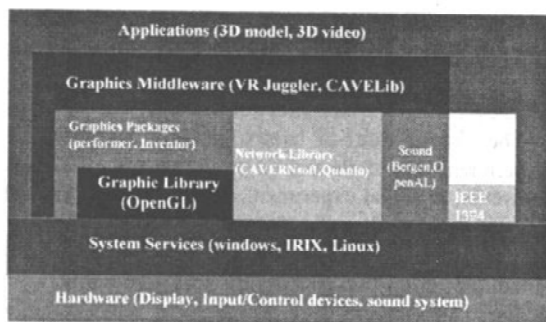 Applications (3D model, 3D video)
Graphics Middleware (VR Juggler, CAVELib)
Graphics Packages
(performer, Inventor)
Network Library
(CAVERNsoft,Quanta)
Sound
(Bergen,O
penAL)
Graphic Library
(OpenGL)
IEEE
1394
System Services (windows, IRIX, Linux)
Hardware (Display, Input/Control devices, sound system)